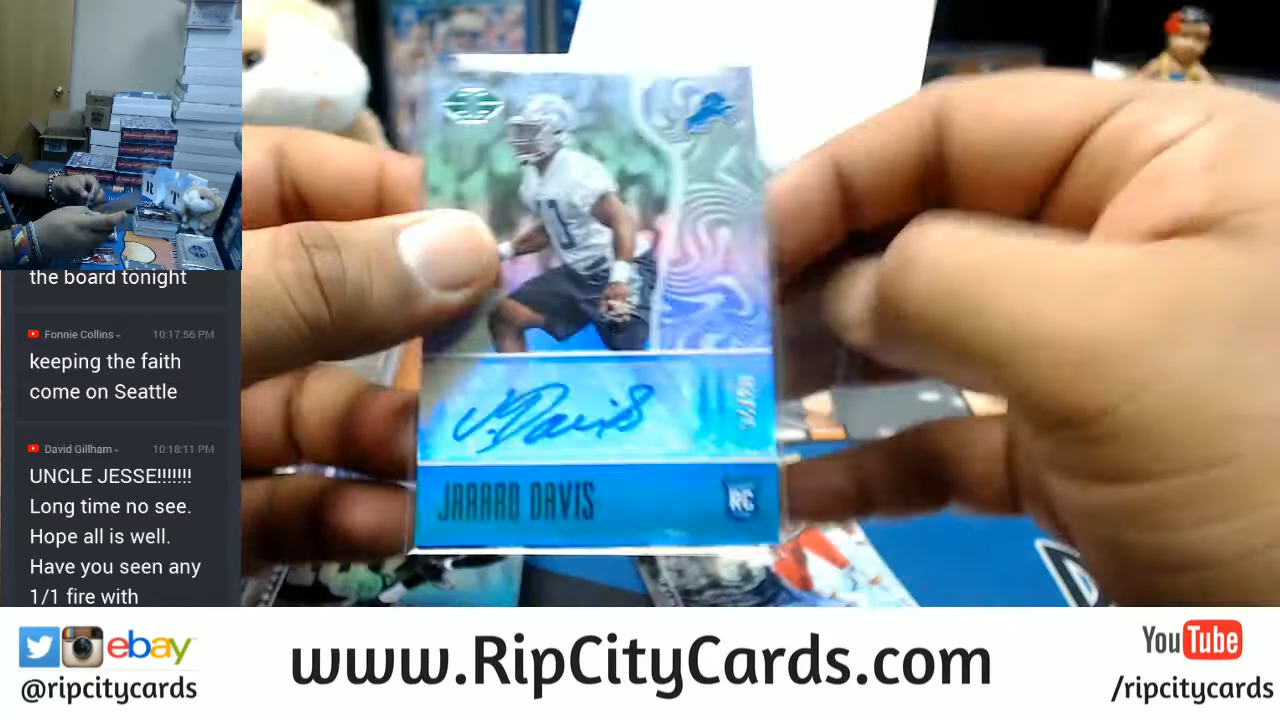 the board tonight
Fonnie Collins
10:17:56 PM
keeping the faith
come on Seattle
David Gillham
10:18:11 PM
UNCLE JESSE!!!!!!!
Long time no see.
Hope all is well.
Have you seen any
1/1 fire with
R
T
J. Davis
JARRAD DAVIS
RC
ebay
@ripcitycards
www.RipCityCards.com
YouTube
/ripcitycards